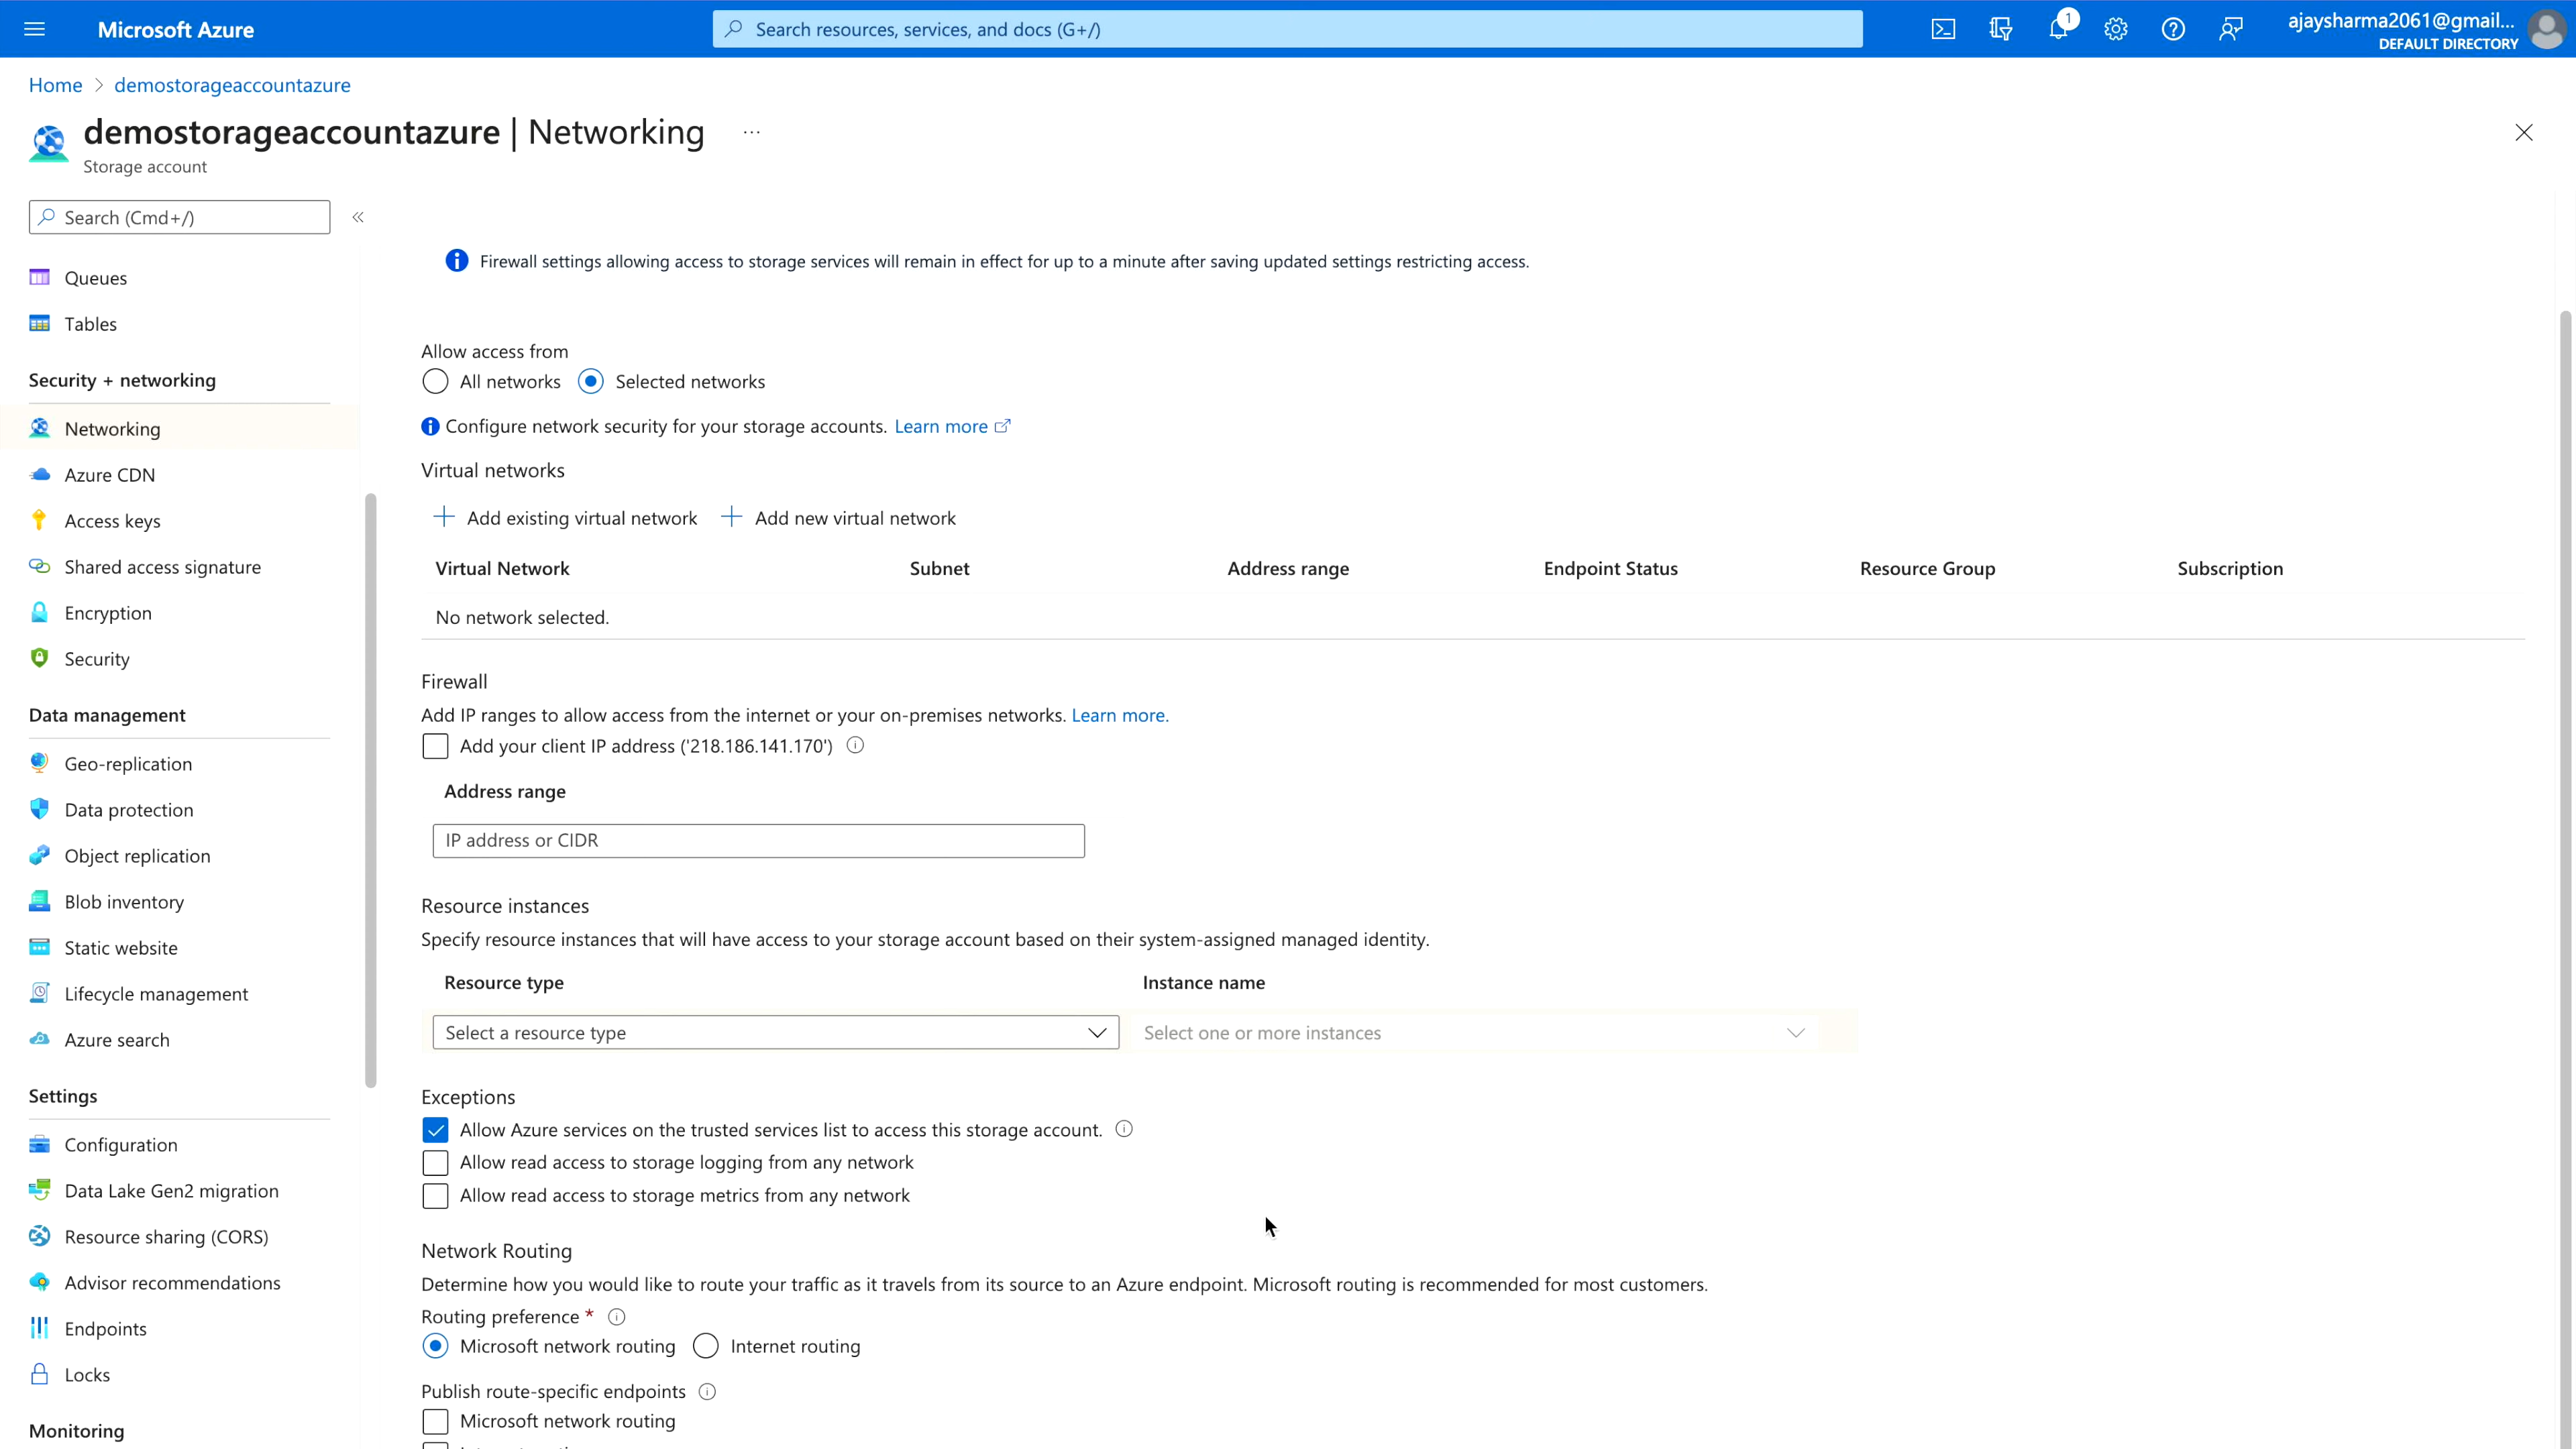 Microsoft Azure
Search resources, services, and docs (G+/)
1
ajaysharma2061@gmail...
DEFAULT DIRECTORY
Home > demostorageaccountazure
demostorageaccountazure | Networking ...
Storage account
Search (Cmd+/)
«
Queues
Tables
Security + networking
Networking
Azure CDN
Access keys
Shared access signature
Encryption
Security
Data management
Geo-replication
Data protection
Object replication
Blob inventory
Static website
Lifecycle management
Azure search
Settings
Configuration
Data Lake Gen2 migration
Resource sharing (CORS)
Advisor recommendations
Endpoints
Locks
Monitoring
Firewall settings allowing access to storage services will remain in effect for up to a minute after saving updated settings restricting access.
Allow access from
All networks Selected networks
Configure network security for your storage accounts. Learn more
Virtual networks
+ Add existing virtual network + Add new virtual network
Virtual Network Subnet Address range Endpoint Status Resource Group Subscription
No network selected.
Firewall
Add IP ranges to allow access from the internet or your on-premises networks. Learn more.
Add your client IP address ('218.186.141.170')
Address range
IP address or CIDR
Resource instances
Specify resource instances that will have access to your storage account based on their system-assigned managed identity.
Resource type Instance name
Select a resource type Select one or more instances
Exceptions
Allow Azure services on the trusted services list to access this storage account.
Allow read access to storage logging from any network
Allow read access to storage metrics from any network
Network Routing
Determine how you would like to route your traffic as it travels from its source to an Azure endpoint. Microsoft routing is recommended for most customers.
Routing preference *
Microsoft network routing Internet routing
Publish route-specific endpoints
Microsoft network routing